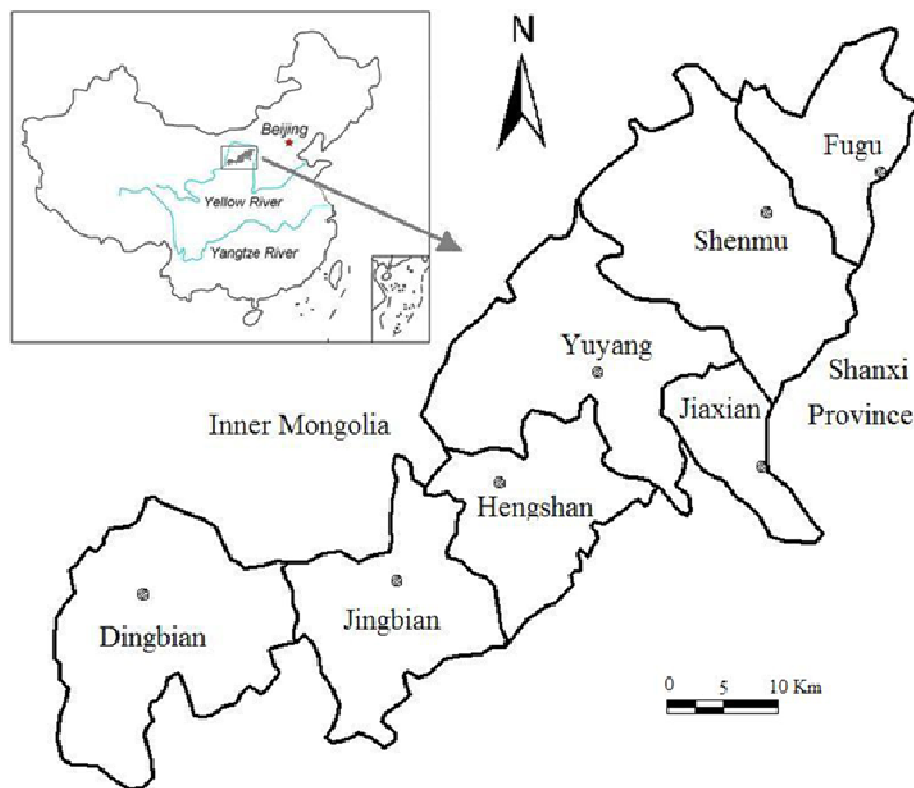 Beijing
Yellow River
Yangtze River
N
Fugu
Shenmu
Yuyang
Shanxi
Province
Jiaxian
Inner Mongolia
Hengshan
Jingbian
Dingbian
0 5 10 Km